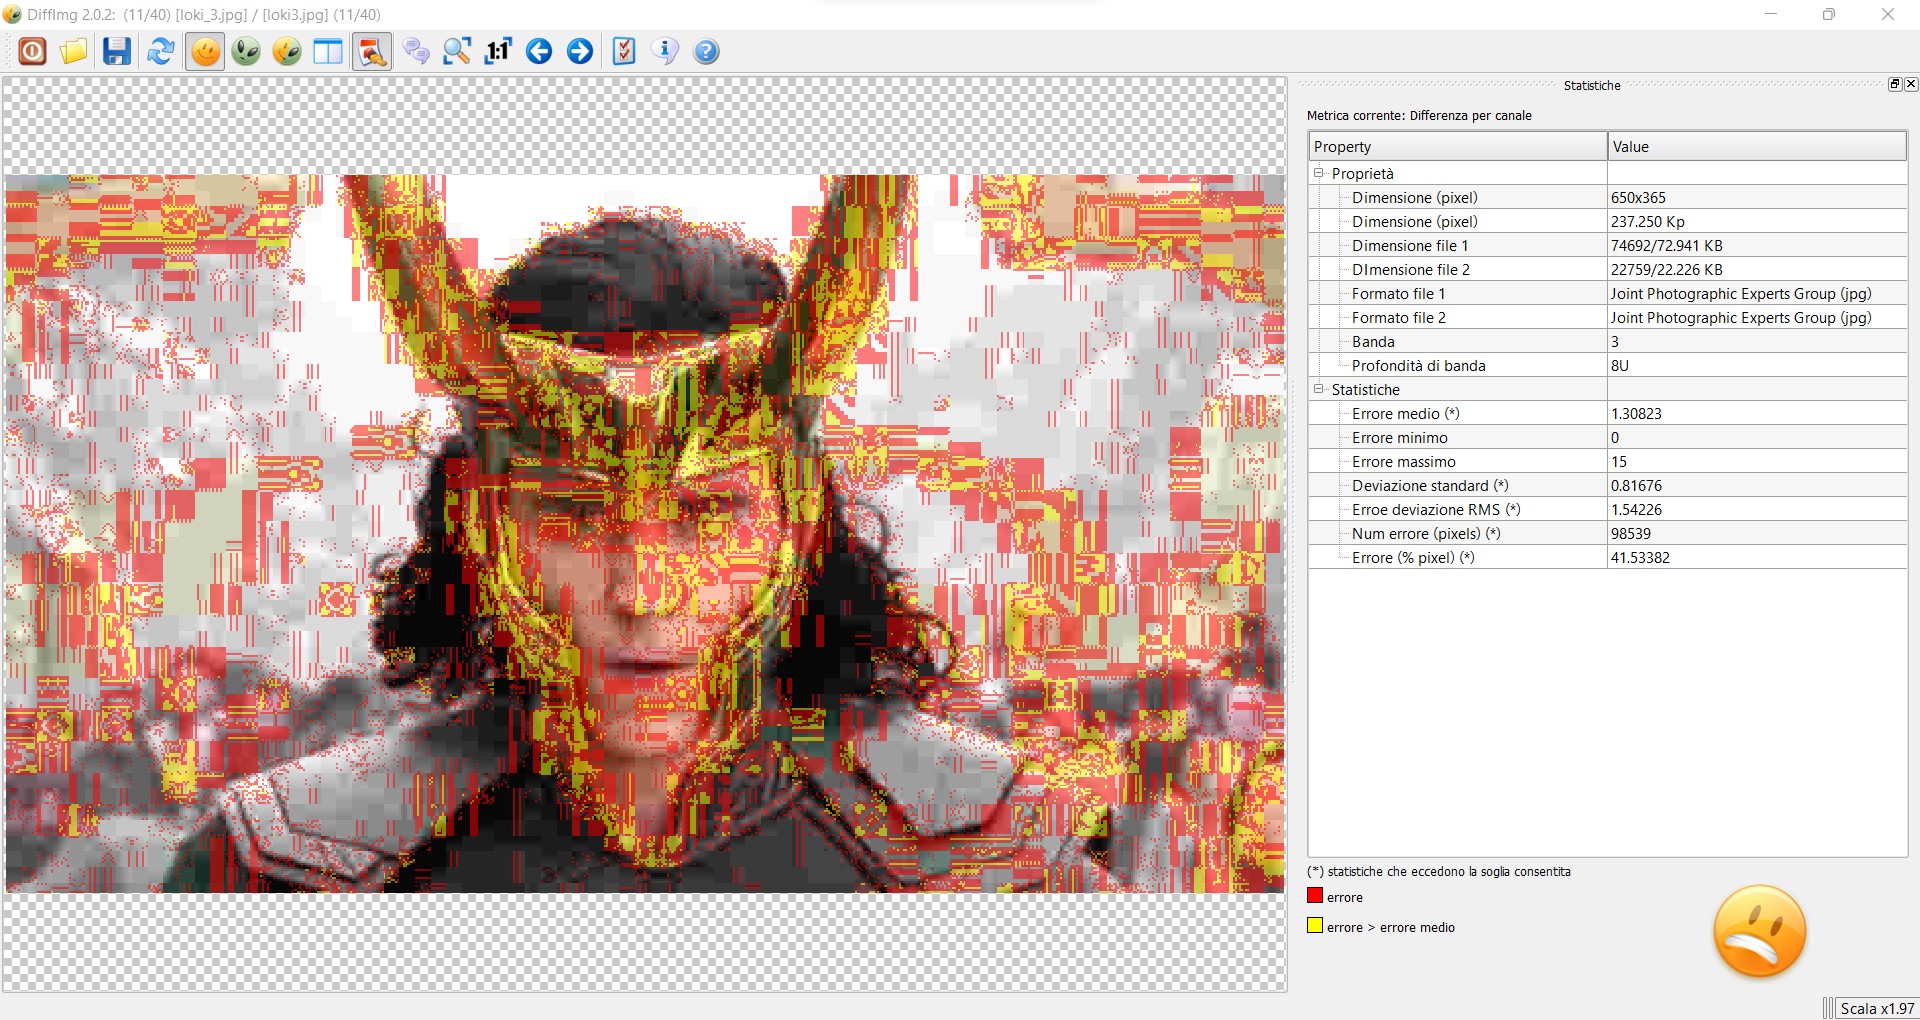 DiffImg 2.0.2: (11/40) [loki_3.jpg] / [loki3.jpg] (11/40)
1:1
Statistiche
Metrica corrente: Differenza per canale
Property Value
Proprietà
Dimensione (pixel) 650x365
Dimensione (pixel) 237.250 Kp
Dimensione file 1 74692/72.941 KB
DImensione file 2 22759/22.226 KB
Formato file 1 Joint Photographic Experts Group (jpg)
Formato file 2 Joint Photographic Experts Group (jpg)
Banda 3
Profondità di banda 8U
Statistiche
Errore medio (*) 1.30823
Errore minimo 0
Errore massimo 15
Deviazione standard (*) 0.81676
Erroe deviazione RMS (*) 1.54226
Num errore (pixels) (*) 98539
Errore (% pixel) (*) 41.53382
(*) statistiche che eccedono la soglia consentita
errore
errore > errore medio
Scala x1.97